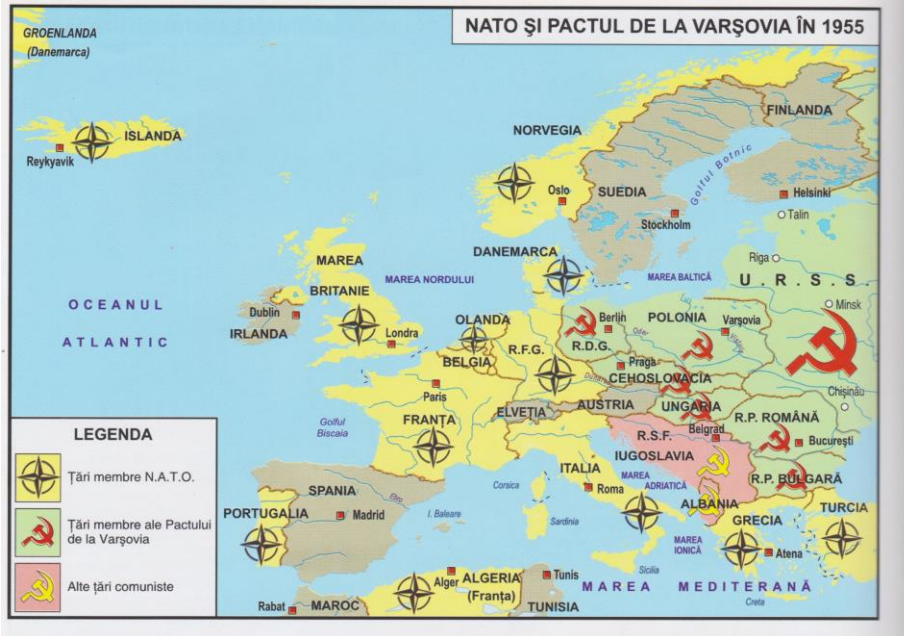 NATO ŞI PACTUL DE LA VARŞOVIA ÎN 1955
GROENLANDA
(Danemarca)
ISLANDA
Reykyavik
NORVEGIA
Oslo
SUEDIA
Stockholm
FINLANDA
Helsinki
Golful Botnic
Talin
Riga
U.R.S.S.
Minsk
Chişinău
DANEMARCA
MAREA NORDULUI
MAREA BALTICĂ
MAREA
BRITANIE
Dublin
IRLANDA
Londra
OCEANUL
ATLANTIC
OLANDA
BELGIA
R.F.G.
Berlin
R.D.G.
Oder
POLONIA
Varşovia
Vistula
Praga
CEHOSLOVACIA
Dunărea
Paris
FRANŢA
ELVEŢIA
AUSTRIA
UNGARIA
R.P. ROMÂNĂ
Bucureşti
Belgrad
R.S.F.
IUGOSLAVIA
R.P. BULGARĂ
Golful
Biscaia
ITALIA
Roma
MAREA
ADRIATICĂ
ALBANIA
GRECIA
Atena
TURCIA
Corsica
Sardinia
Sicilia
Creta
MAREA
IONICĂ
SPANIA
Ebro
Madrid
PORTUGALIA
I. Baleare
Alger
ALGERIA
(Franţa)
Tunis
TUNISIA
Rabat
MAROC
MAREA MEDITERANĂ
LEGENDA
Ţări membre N.A.T.O.
Ţări membre ale Pactului
de la Varşovia
Alte ţări comuniste